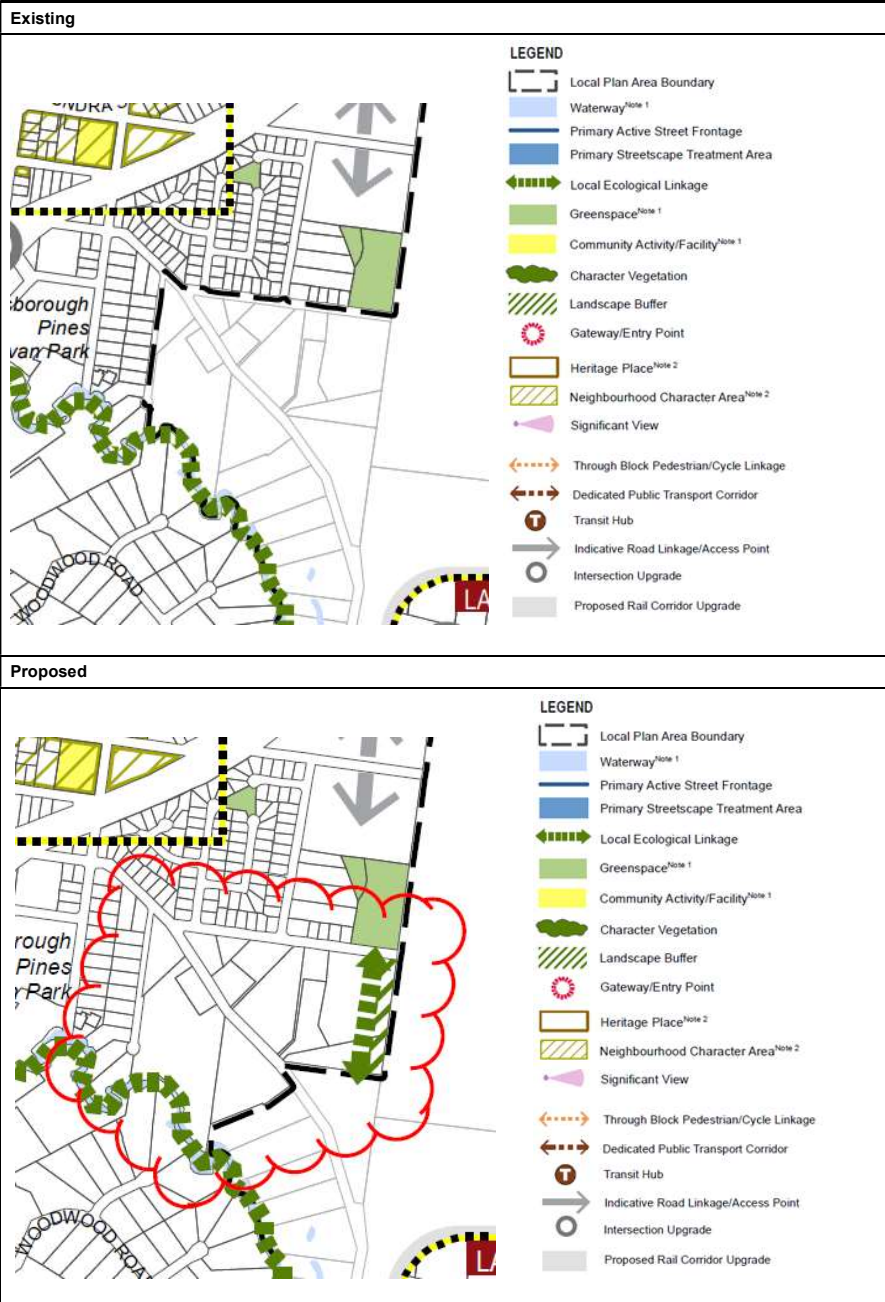 Existing
LEGEND
Local Plan Area Boundary
Waterway Note 1
Primary Active Street Frontage
Primary Streetscape Treatment Area
Local Ecological Linkage
Greenspace Note 1
Community Activity/Facility Note 1
Character Vegetation
Landscape Buffer
Gateway/Entry Point
Heritage Place Note 2
Neighbourhood Character Area Note 2
Significant View
Through Block Pedestrian/Cycle Linkage
Dedicated Public Transport Corridor
T Transit Hub
Indicative Road Linkage/Access Point
Intersection Upgrade
Proposed Rail Corridor Upgrade
sborough
Pines
van Park
WOODWOOD ROAD
LA
Proposed
LEGEND
Local Plan Area Boundary
Waterway Note 1
Primary Active Street Frontage
Primary Streetscape Treatment Area
Local Ecological Linkage
Greenspace Note 1
Community Activity/Facility Note 1
Character Vegetation
Landscape Buffer
Gateway/Entry Point
Heritage Place Note 2
Neighbourhood Character Area Note 2
Significant View
Through Block Pedestrian/Cycle Linkage
Dedicated Public Transport Corridor
T Transit Hub
Indicative Road Linkage/Access Point
Intersection Upgrade
Proposed Rail Corridor Upgrade
rough
Pines
Park
WOODWOOD ROA
LA